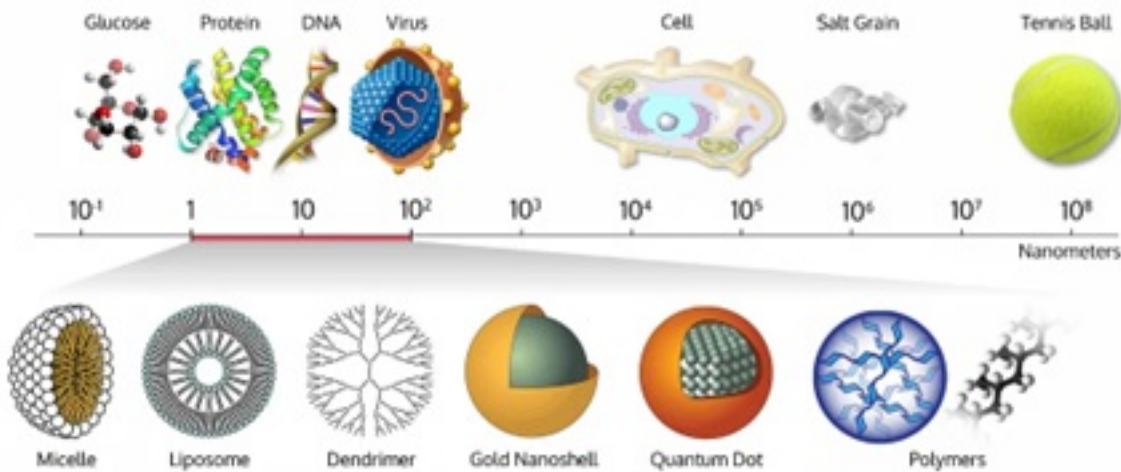 Glucose Protein DNA Virus Cell Salt Grain Tennis Ball
10⁻¹ 1 10 10² 10³ 10⁴ 10⁵ 10⁶ 10⁷ 10⁸
Nanometers
Micelle Liposome Dendrimer Gold Nanoshell Quantum Dot Polymers